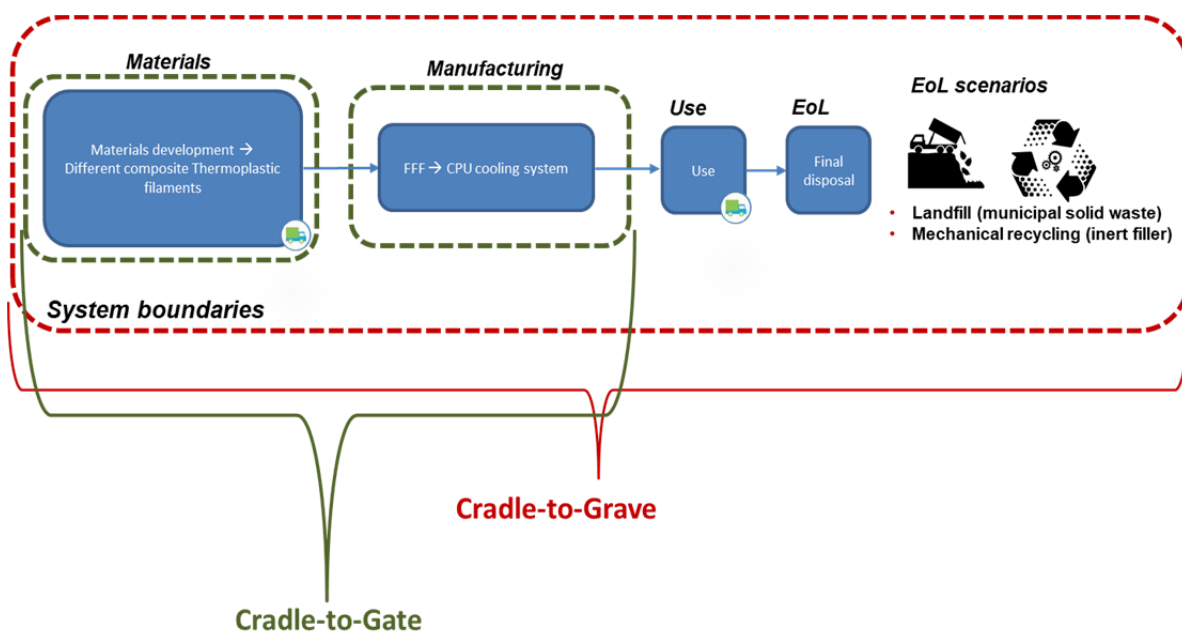 Materials
Manufacturing
Use
EoL
EoL scenarios
Materials development →
Different composite Thermoplastic
filaments
FFF → CPU cooling system
Use
Final
disposal
• Landfill (municipal solid waste)
• Mechanical recycling (inert filler)
System boundaries
Cradle-to-Grave
Cradle-to-Gate